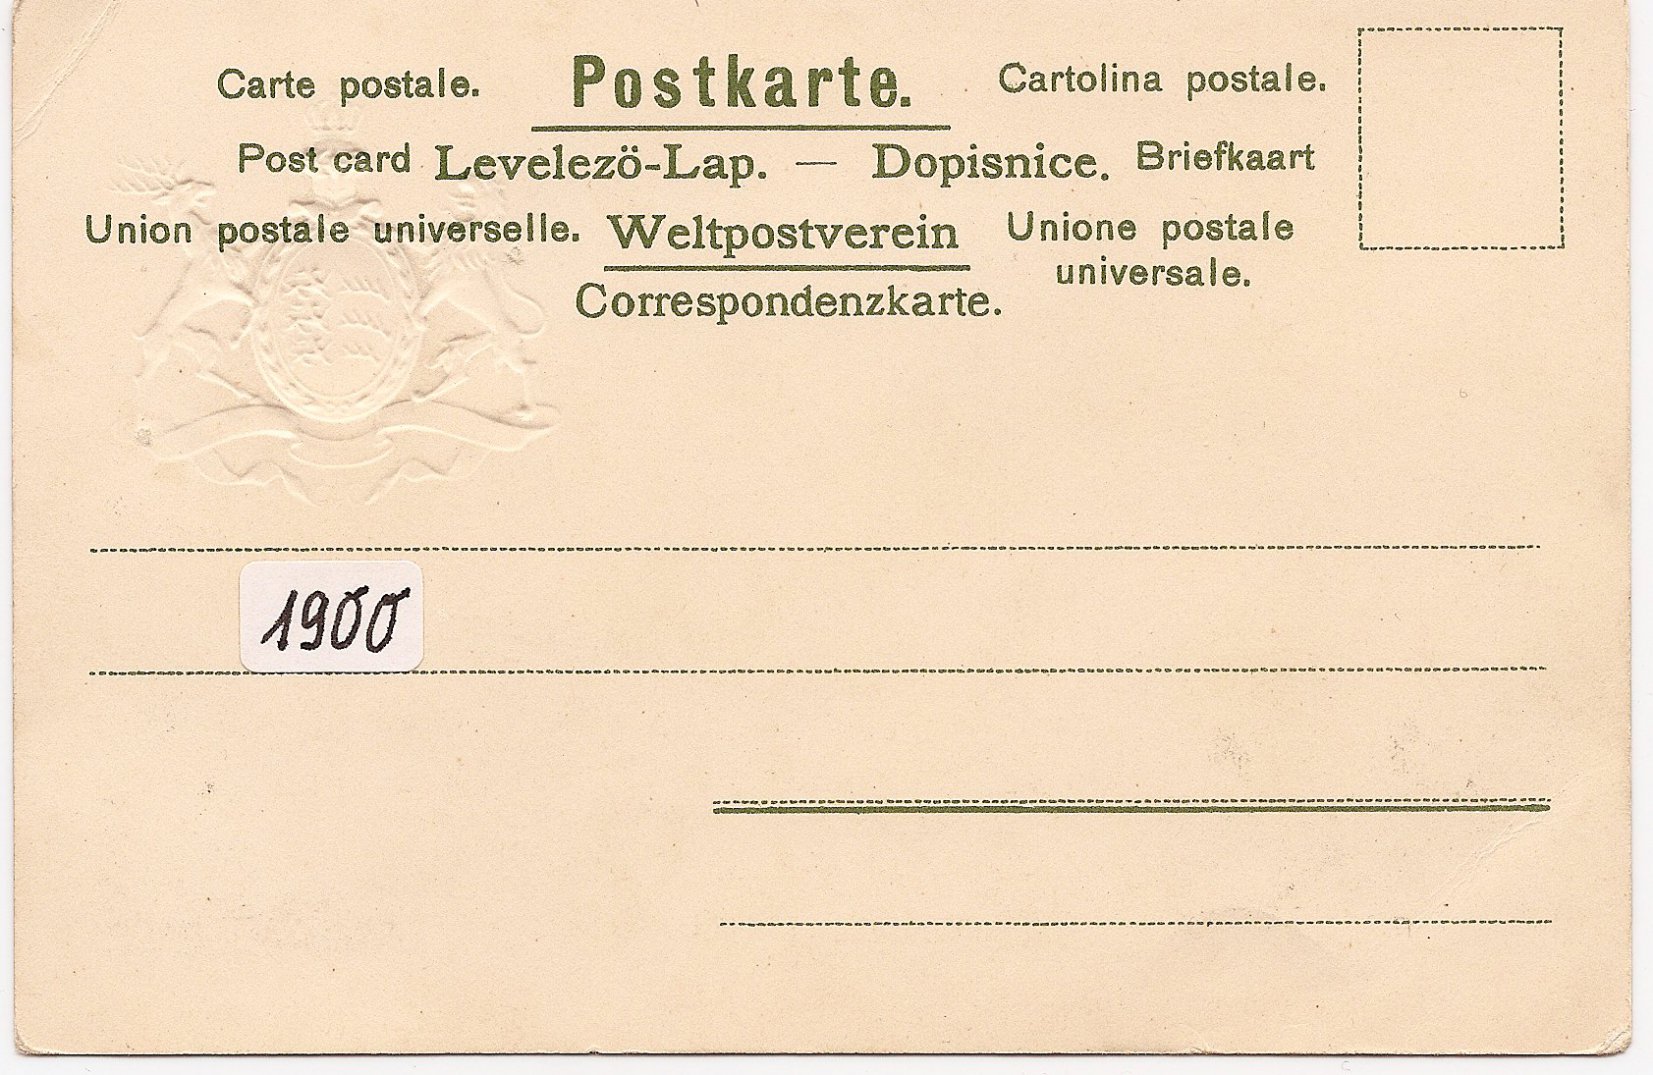 Carte postale. Postkarte. Cartolina postale.
Post card Levelezö-Lap. — Dopisnice. Briefkaart
Union postale universelle. Weltpostverein Unione postale
universale.
Correspondenzkarte.
1900